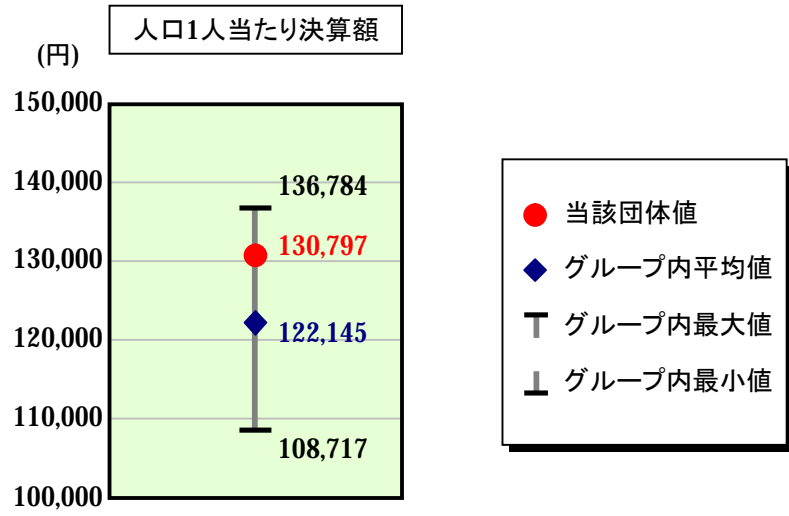 人口1人当たり決算額
(円)
150,000
140,000
130,000
120,000
110,000
100,000
136,784
130,797
122,145
108,717
当該団体値
グループ内平均値
グループ内最大値
グループ内最小値